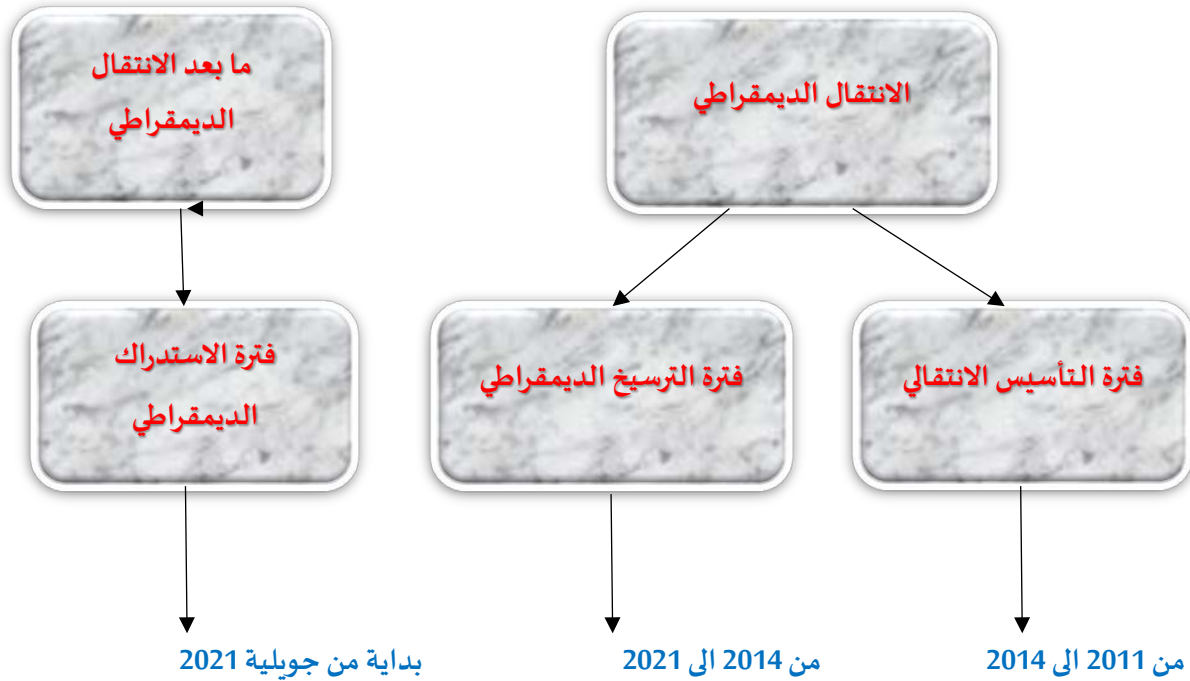 الانتقال الديمقراطي
ما بعد الانتقال
الديمقراطي
فترة التأسيس الانتقالي
فترة الترسيخ الديمقراطي
فترة الاستدراك
الديمقراطي
من 2011 الى 2014
من 2014 الى 2021
بداية من جويلية 2021